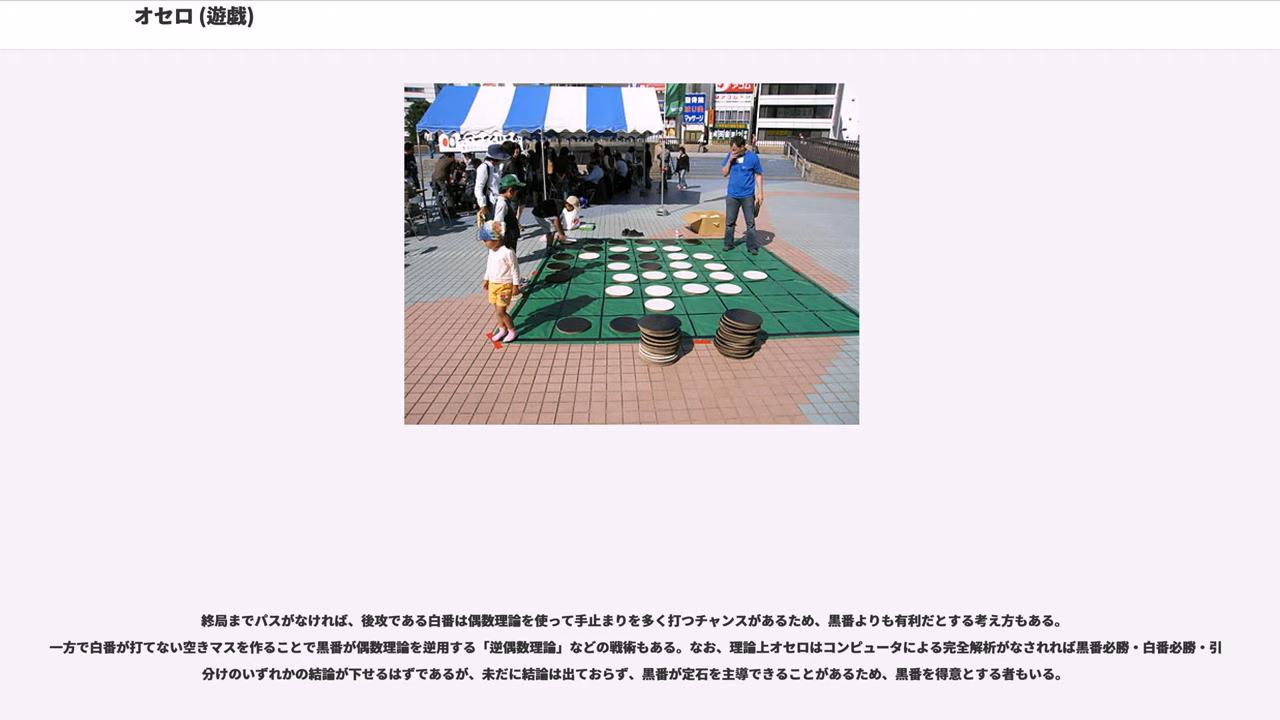 オセロ (遊戯)
マッサージ
終局までパスがなければ、後攻である白番は偶数理論を使って手止まりを多く打つチャンスがあるため、黒番よりも有利だとする考え方もある。
一方で白番が打てない空きマスを作ることで黒番が偶数理論を逆用する「逆偶数理論」などの戦術もある。なお、理論上オセロはコンピュータによる完全解析がなされれば黒番必勝・白番必勝・引
分けのいずれかの結論が下せるはずであるが、未だに結論は出ておらず、黒番が定石を主導できることがあるため、黒番を得意とする者もいる。